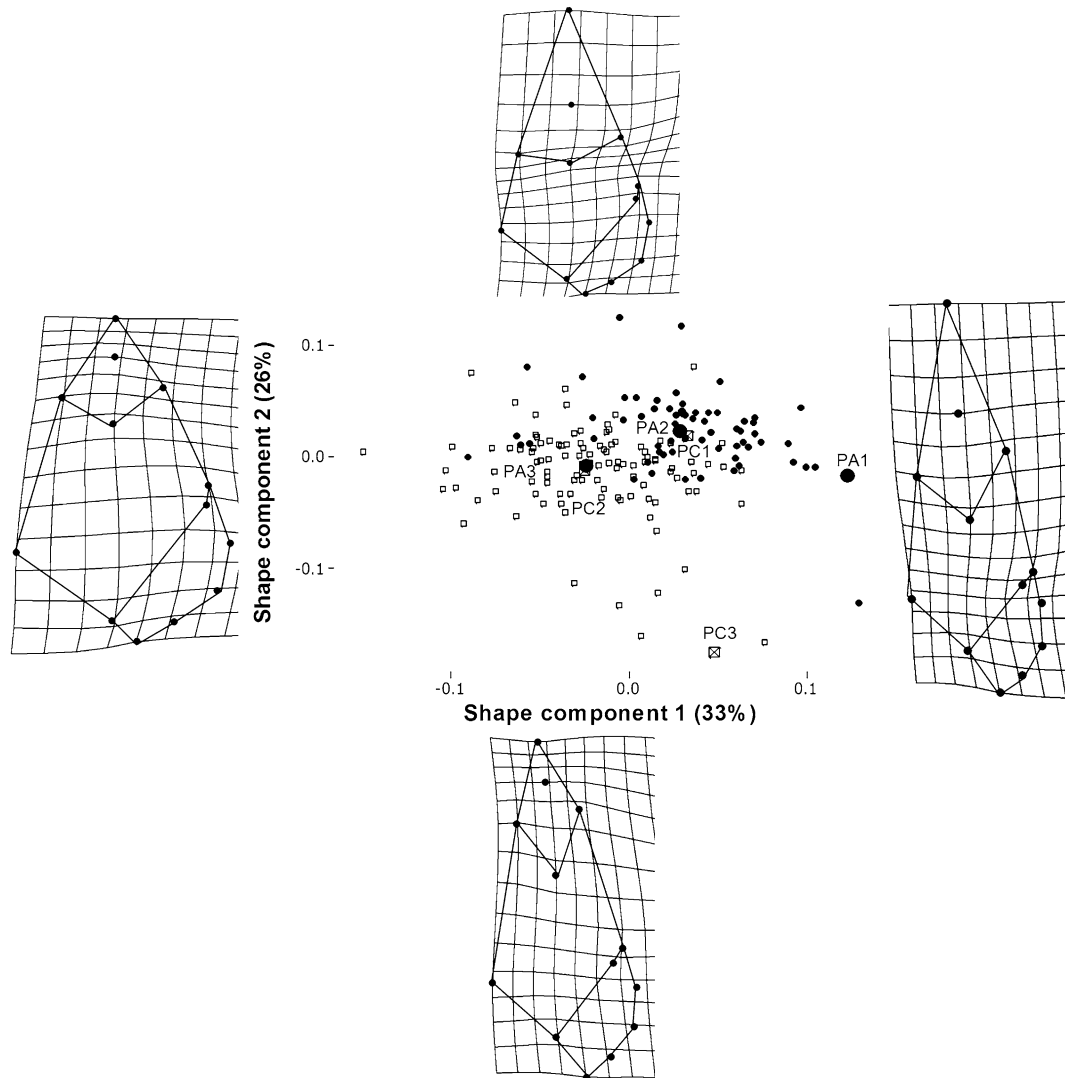 0.1
0.0
-0.1
Shape component 2 (26%)
PA2
PC1
PA1
PA3
PC2
PC3
-0.1
0.0
0.1
Shape component 1 (33%)